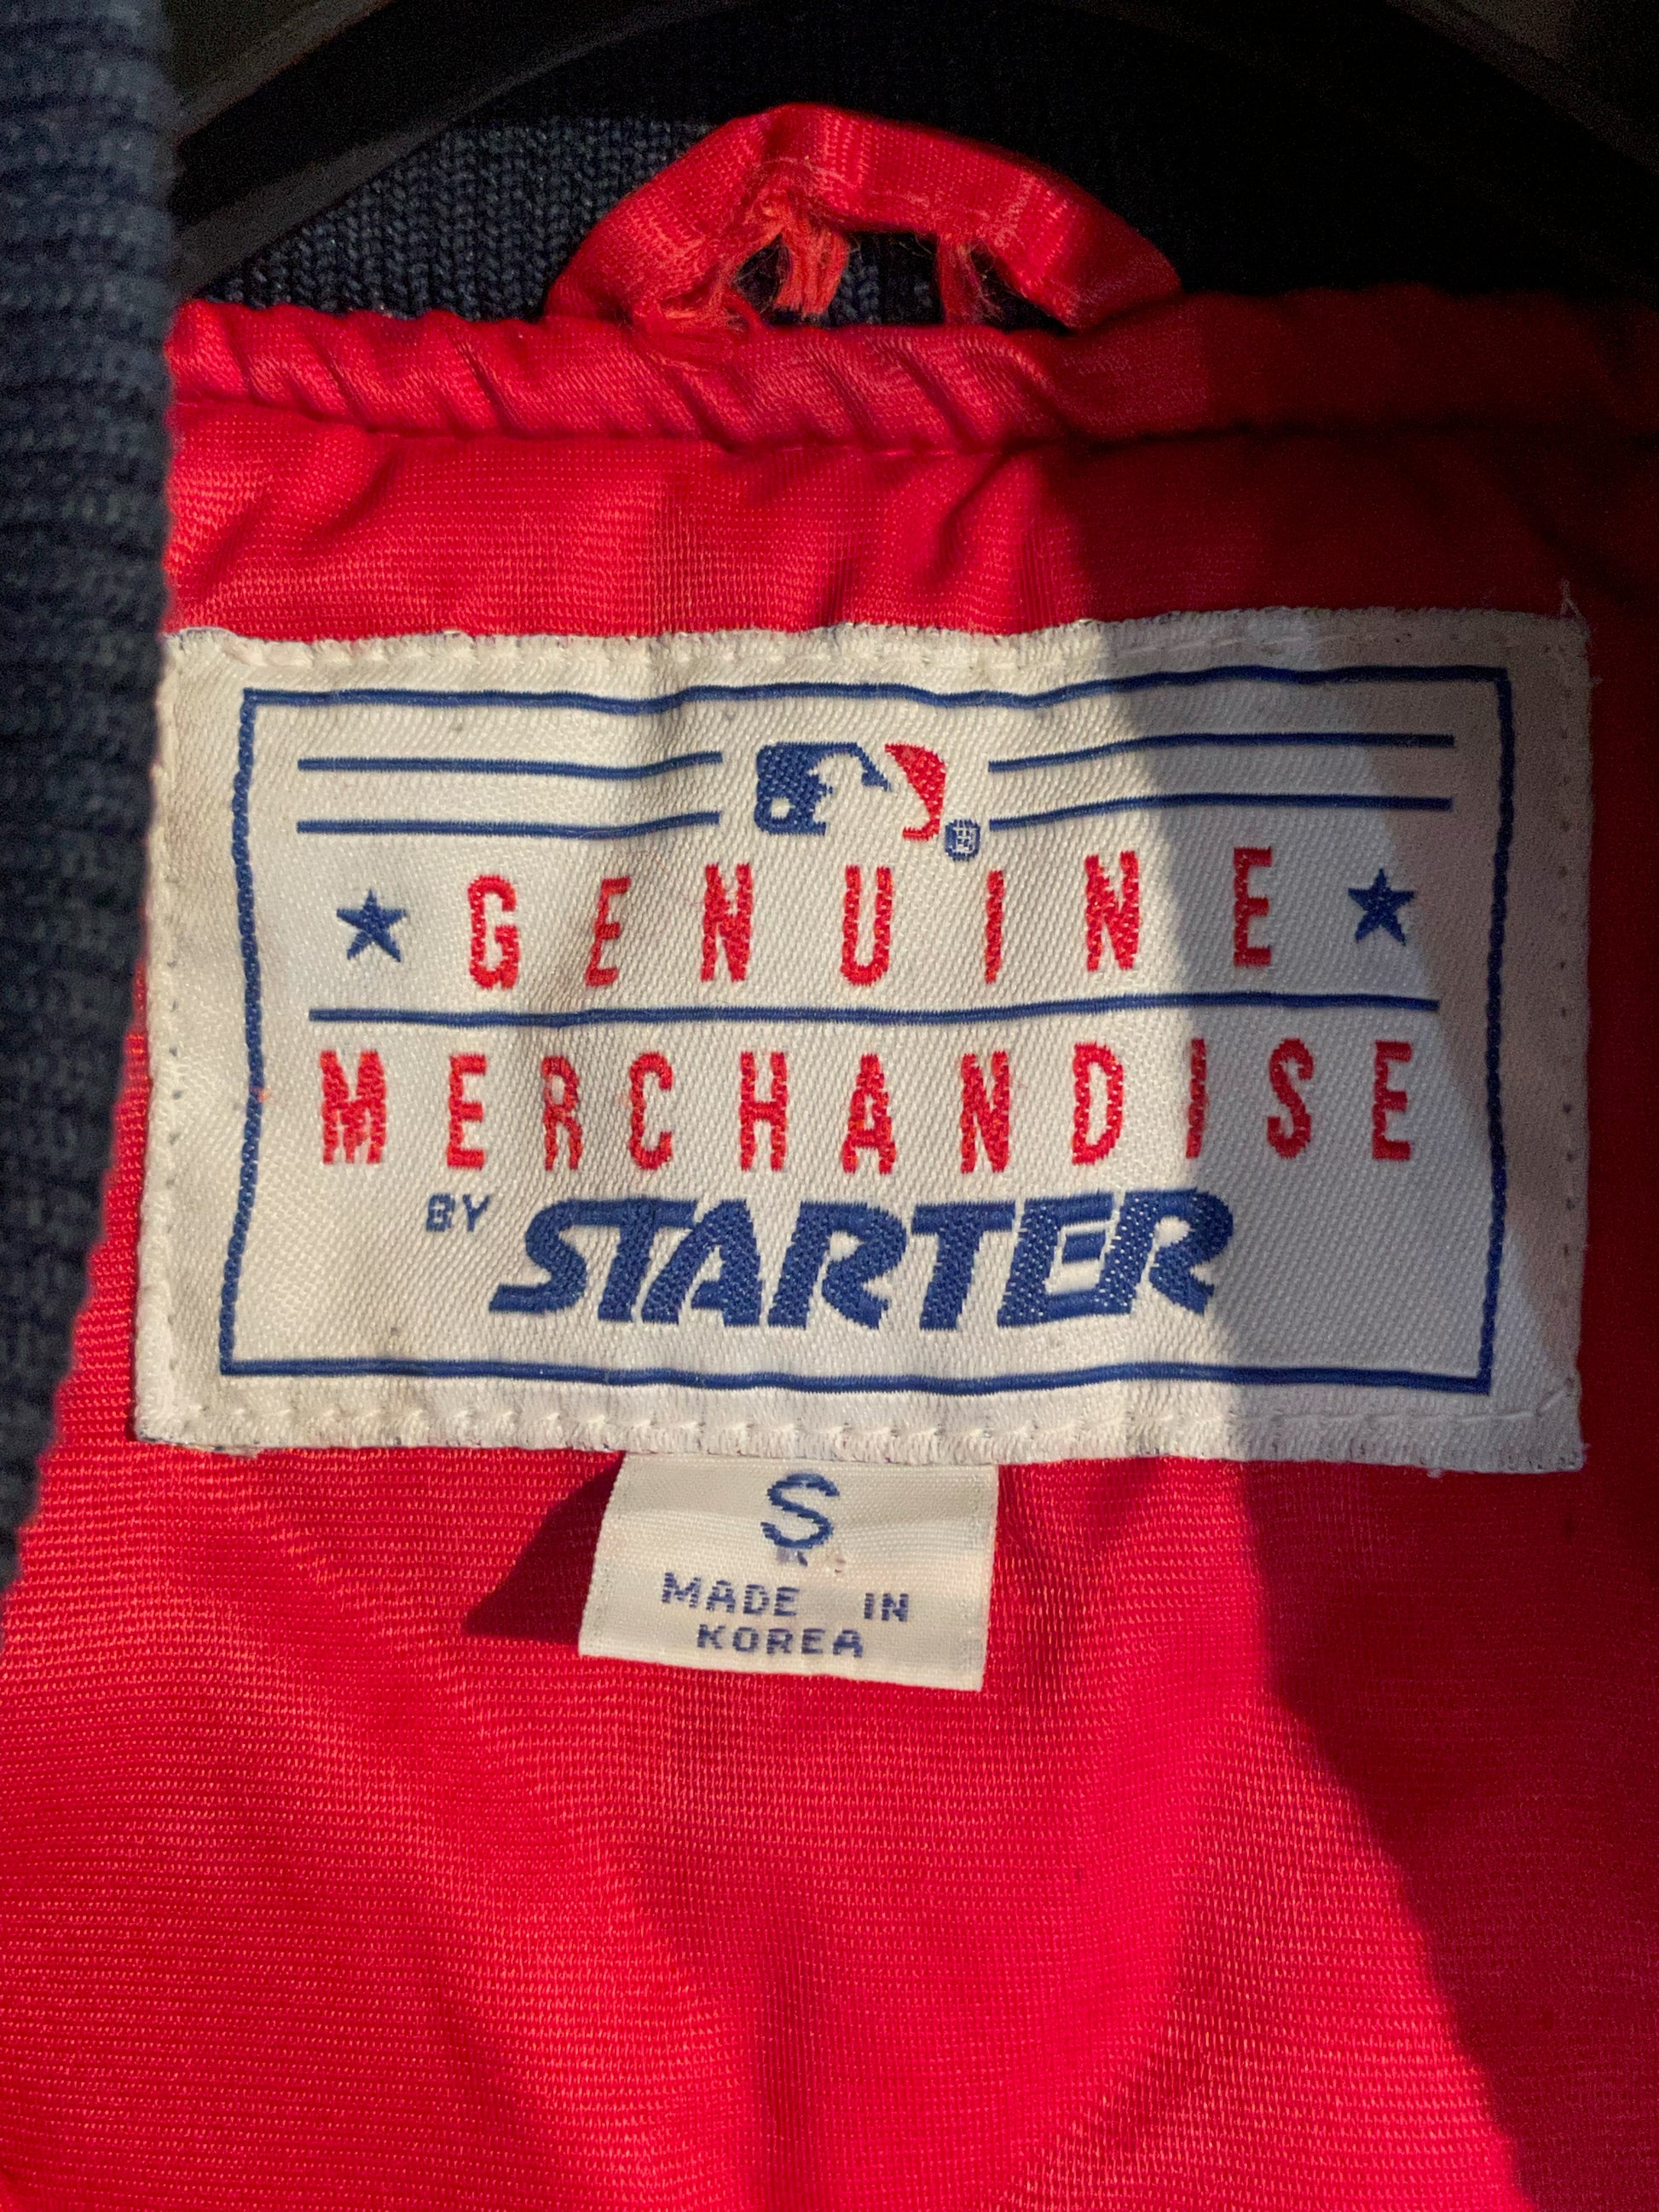 GENUINE
MERCHANDISE
BY STARTER
S
MADE IN
KOREA